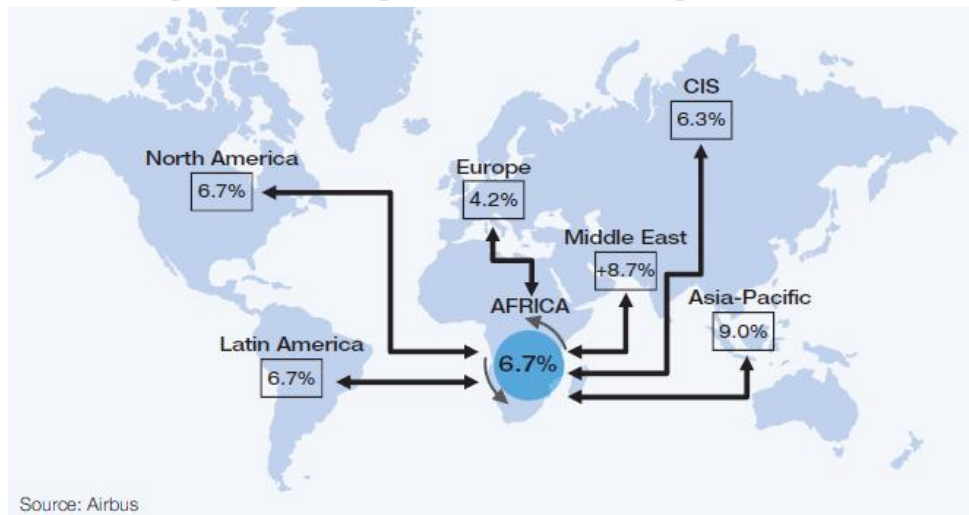 CIS
6.3%
North America
6.7%
Europe
4.2%
Middle East
+8.7%
AFRICA
6.7%
Asia-Pacific
9.0%
Latin America
6.7%
Source: Airbus